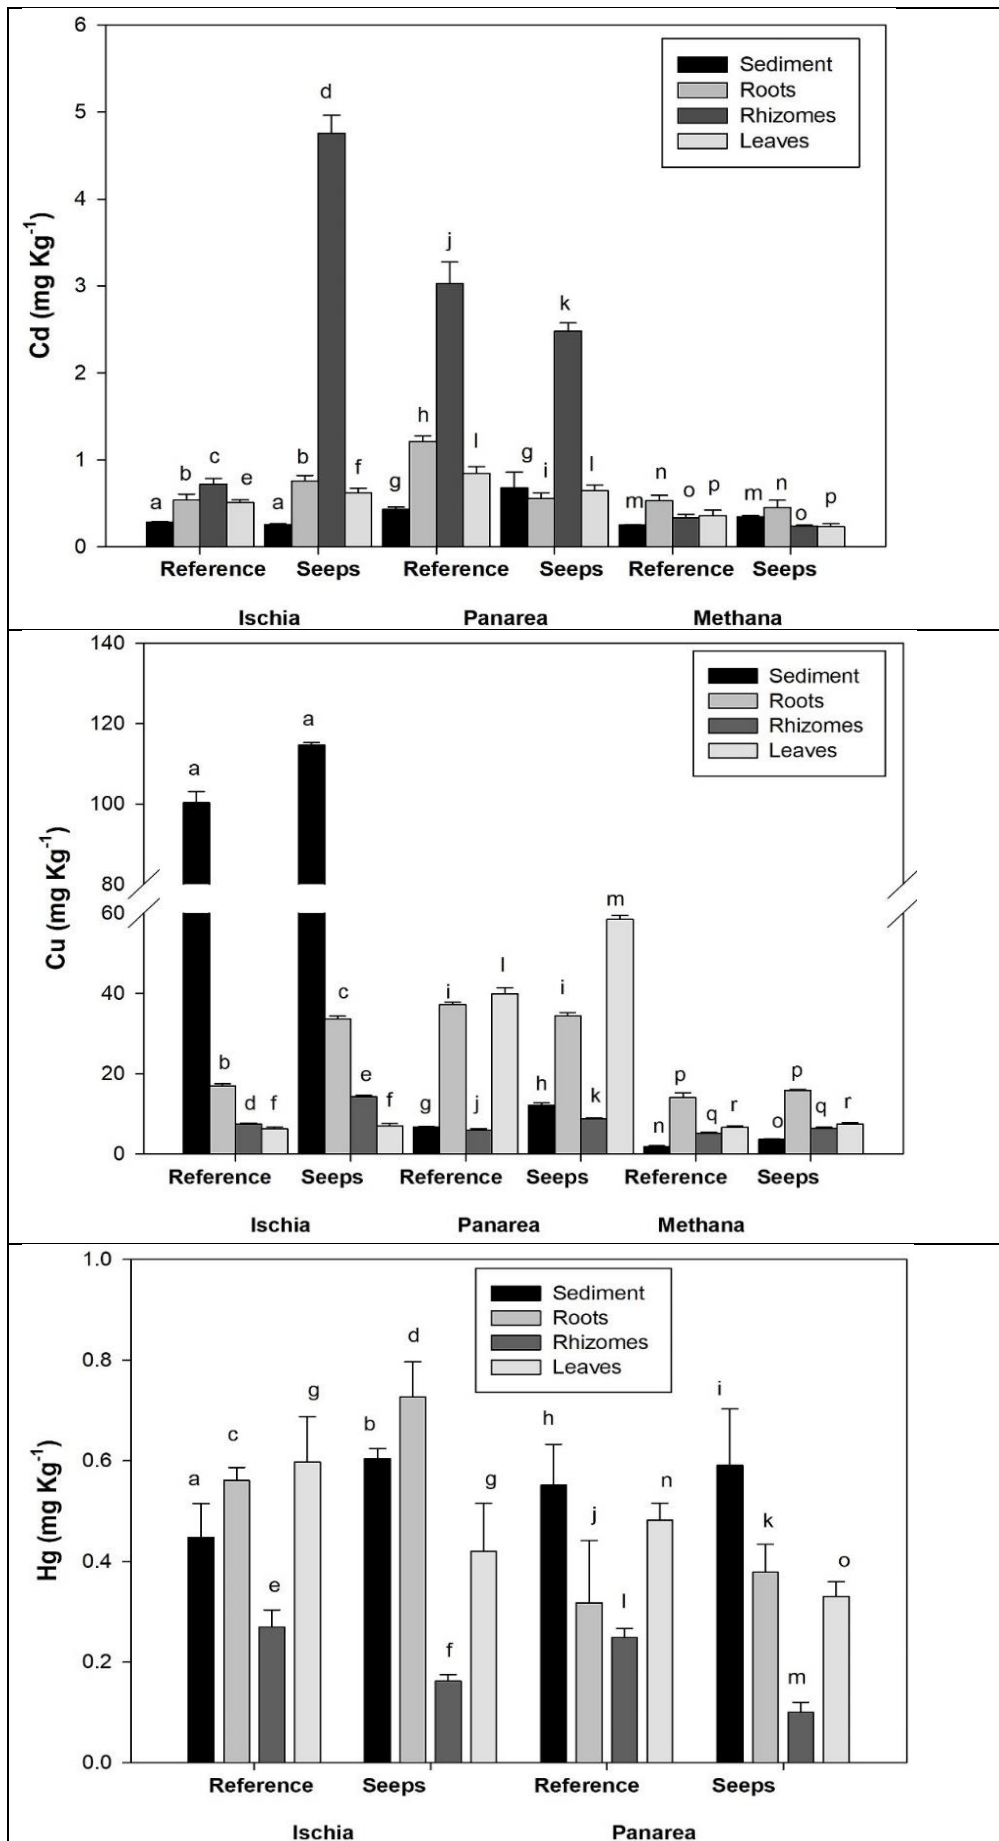 6
5
4
3
2
1
0
Cd (mg Kg-1)
Sediment
Roots
Rhizomes
Leaves
a b c e a b d f g h j l g i k l m n o p m n o p
Reference Seeps Reference Seeps Reference Seeps
Ischia Panarea Methana
140
120
100
80
60
40
20
0
Cu (mg Kg-1)
Sediment
Roots
Rhizomes
Leaves
a b d f a c e f g i j l h i k m n p q r o p q r
Reference Seeps Reference Seeps Reference Seeps
Ischia Panarea Methana
1.0
0.8
0.6
0.4
0.2
0.0
Hg (mg Kg-1)
Sediment
Roots
Rhizomes
Leaves
a c e g b d f g h j l n i k m o
Reference Seeps Reference Seeps
Ischia Panarea